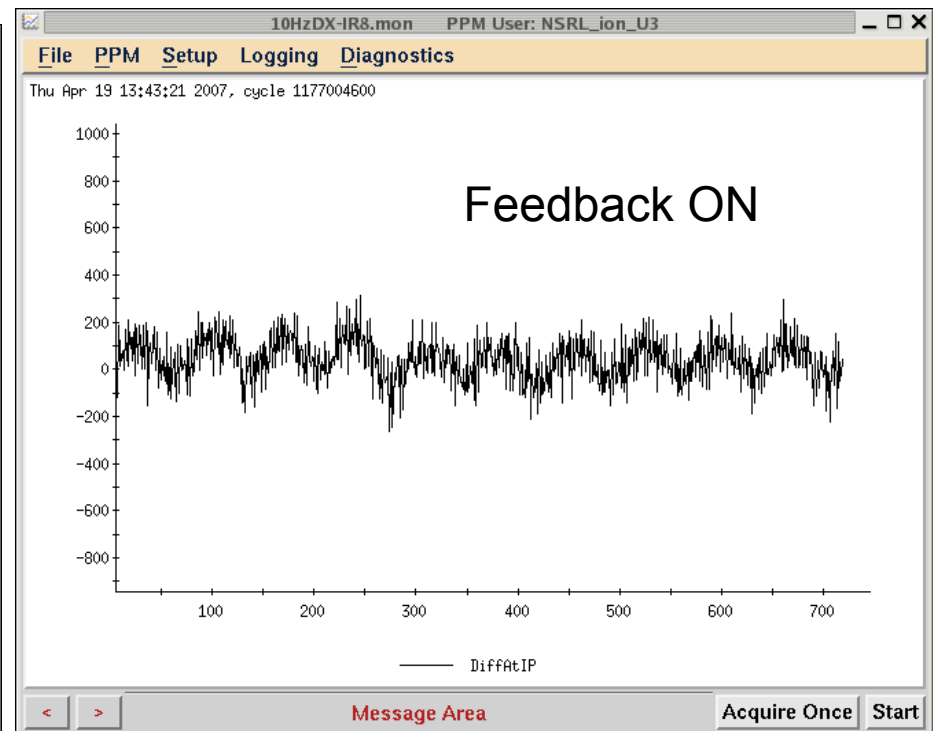 10HzDX-IR8.mon PPM User: NSRL_ion_U3
File PPM Setup Logging Diagnostics
Thu Apr 19 13:43:21 2007, cycle 1177004600
Feedback ON
1000
800
600
400
200
0
-200
-400
-600
-800
100 200 300 400 500 600 700
DiffAtIP
< > Message Area Acquire Once Start